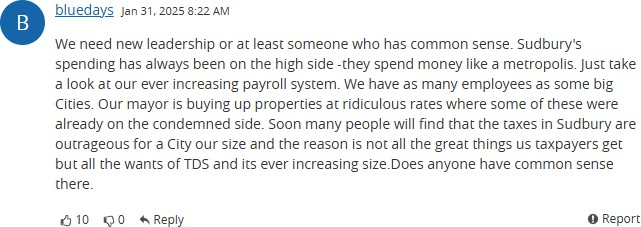 B
bluedays Jan 31, 2025 8:22 AM
We need new leadership or at least someone who has common sense. Sudbury's
spending has always been on the high side -they spend money like a metropolis. Just take
a look at our ever increasing payroll system. We have as many employees as some big
Cities. Our mayor is buying up properties at ridiculous rates where some of these were
already on the condemned side. Soon many people will find that the taxes in Sudbury are
outrageous for a City our size and the reason is not all the great things us taxpayers get
but all the wants of TDS and its ever increasing size.Does anyone have common sense
there.
10 0 Reply Report